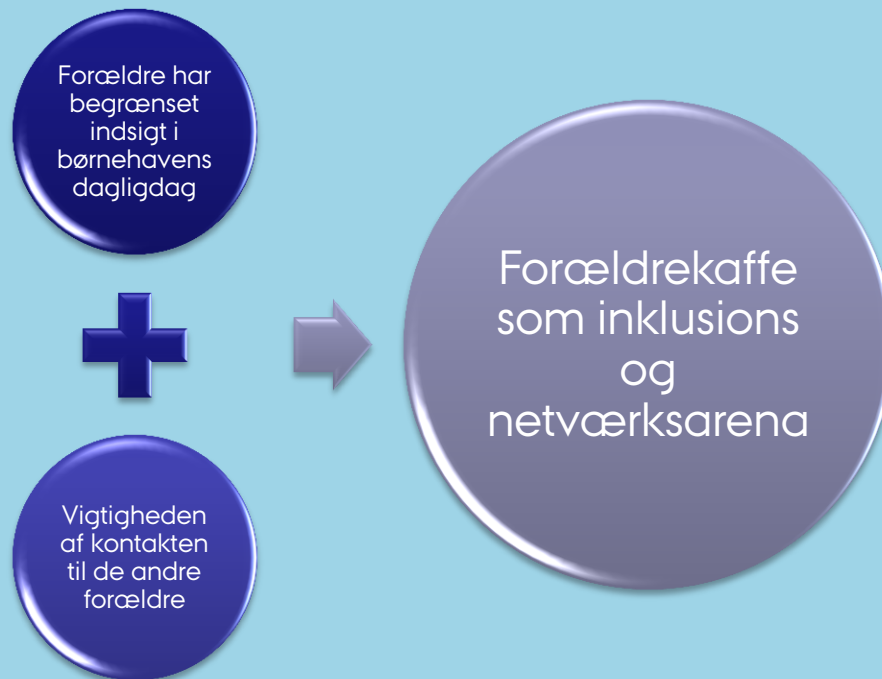 Forældre har
begrænset
indsigt i
børnehavens
dagligdag
Vigtigheden
af kontakten
til de andre
forældre
Forældrekaffe
som inklusions
og
netværksarena